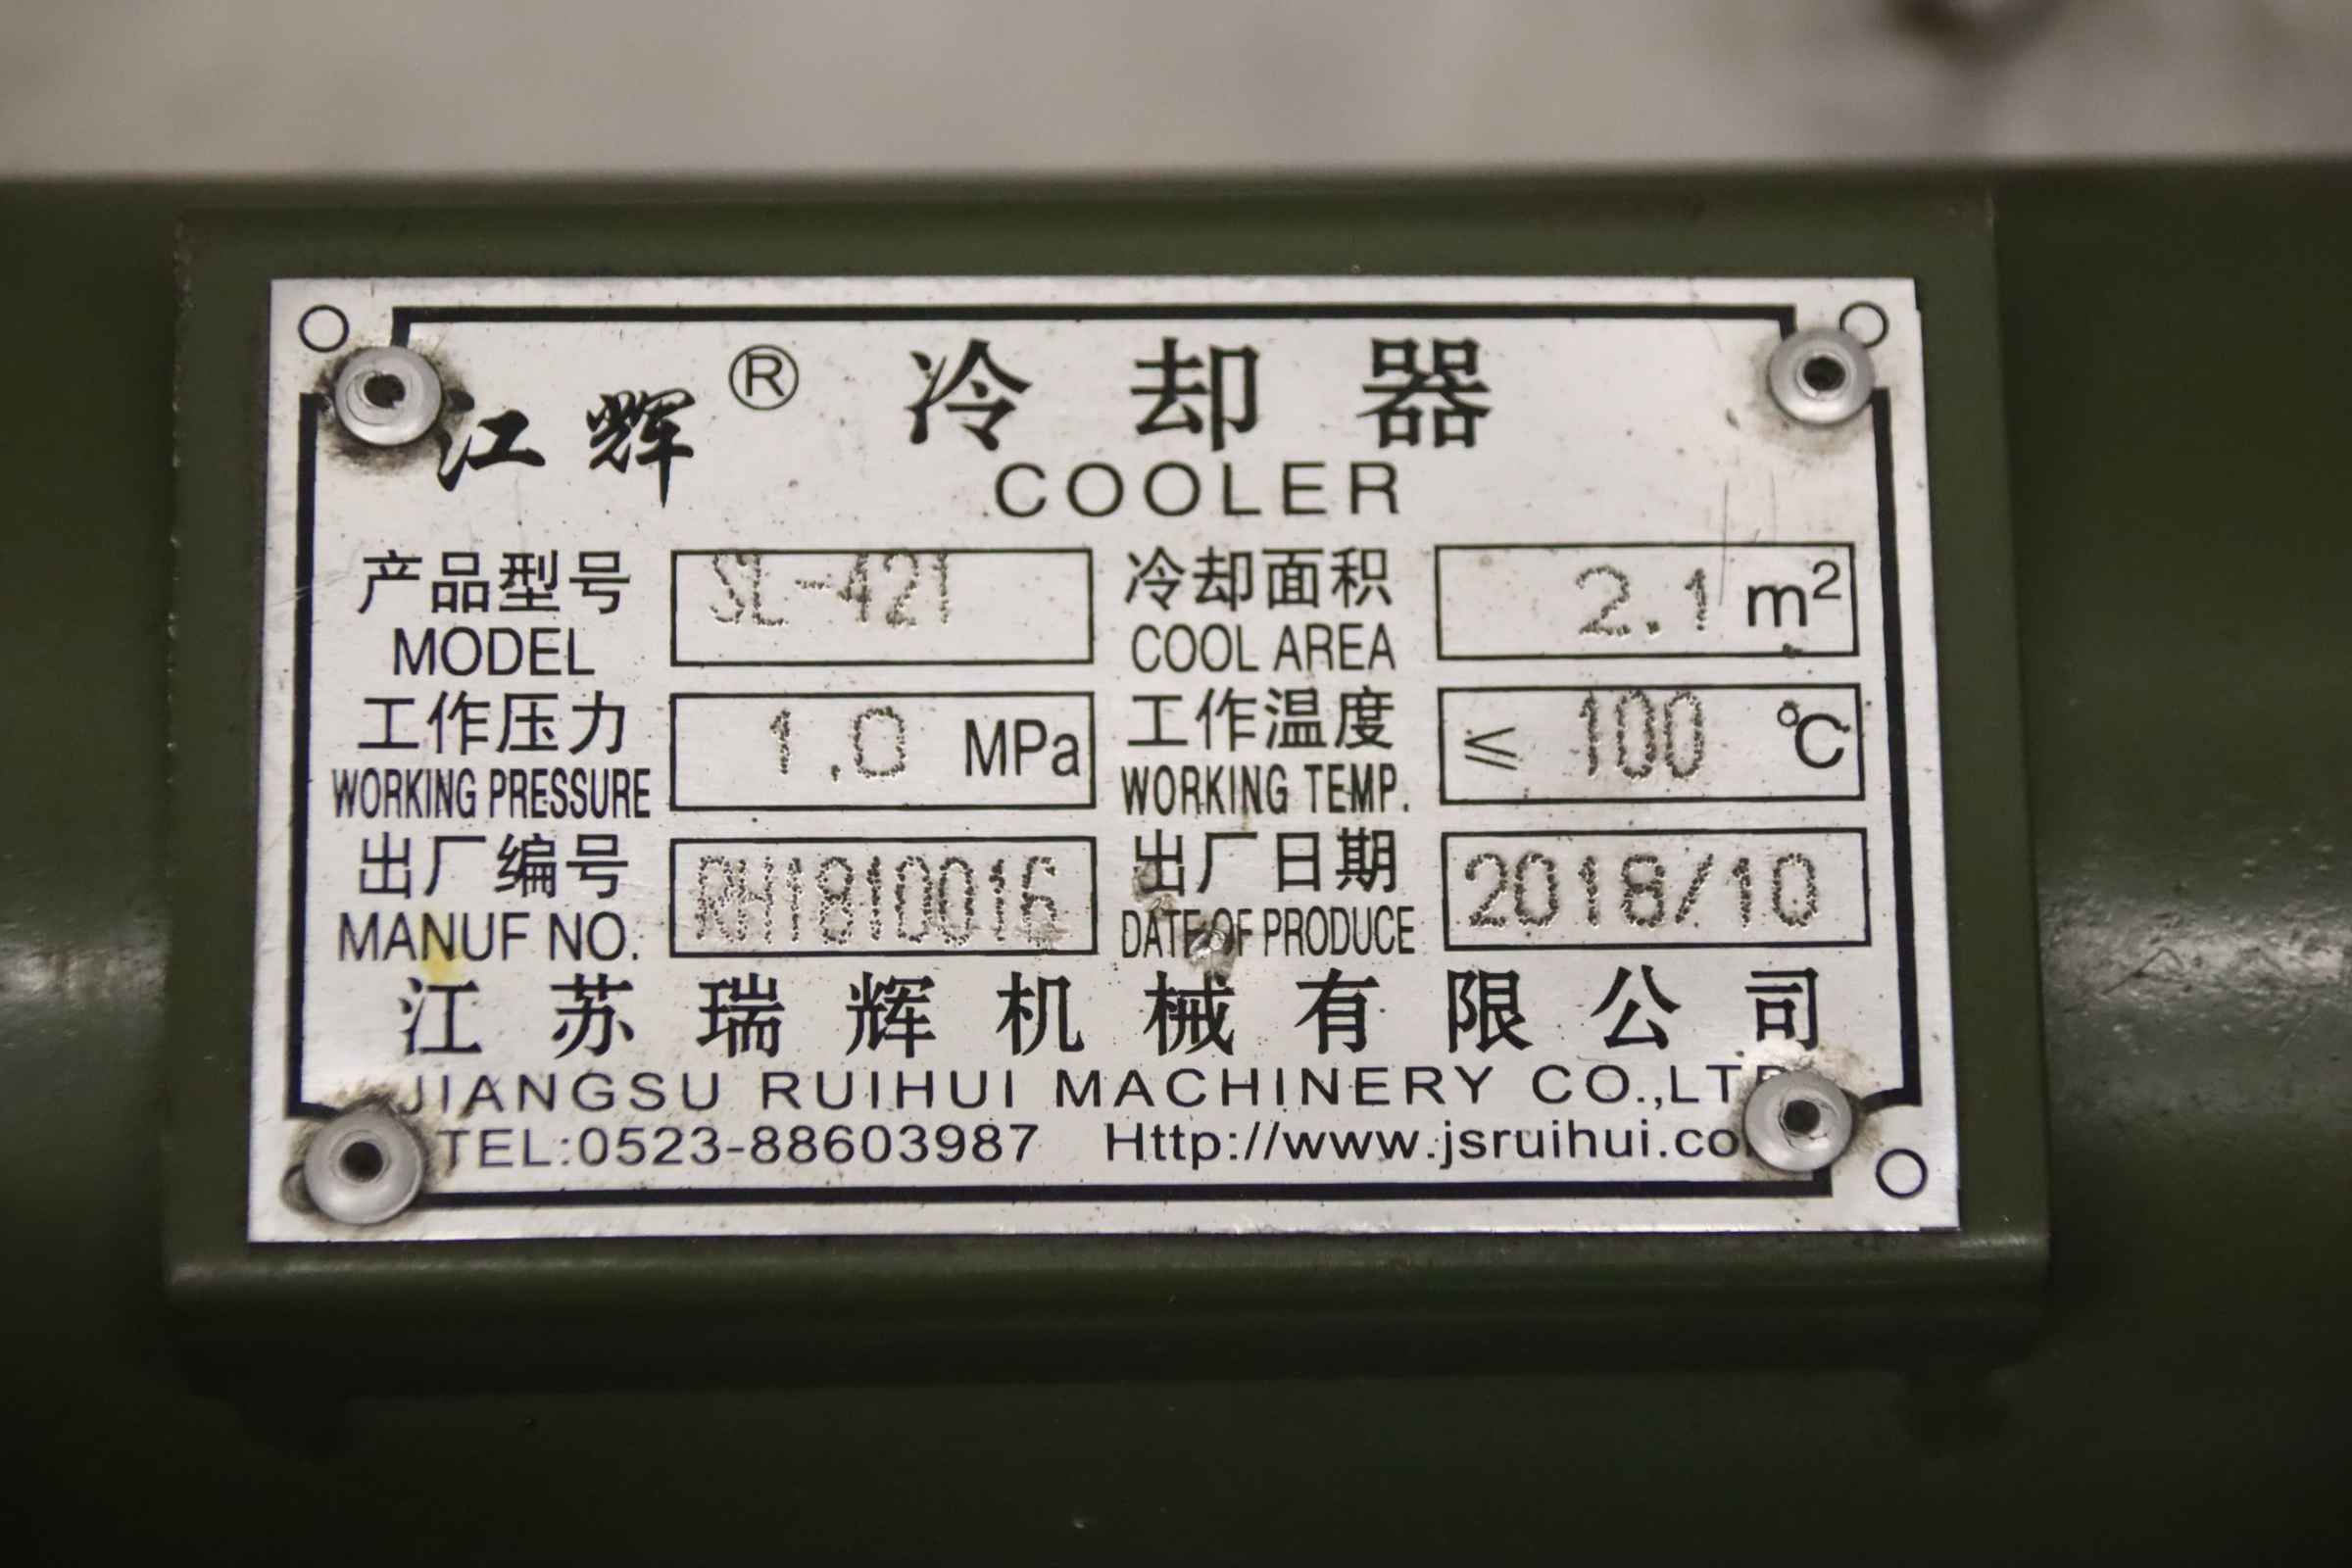 江辉® 冷却器
COOLER
产品型号 SL-421 冷却面积 2.1 m²
MODEL COOL AREA
工作压力 1.0 MPa 工作温度 ≤ 100 ℃
WORKING PRESSURE WORKING TEMP.
出厂编号 RH1810016 出厂日期 2018/10
MANUF NO. DATE OF PRODUCE
江苏瑞辉机械有限公司
JIANGSU RUIHUI MACHINERY CO.,LTD
TEL:0523-88603987 Http://www.jsruihui.co